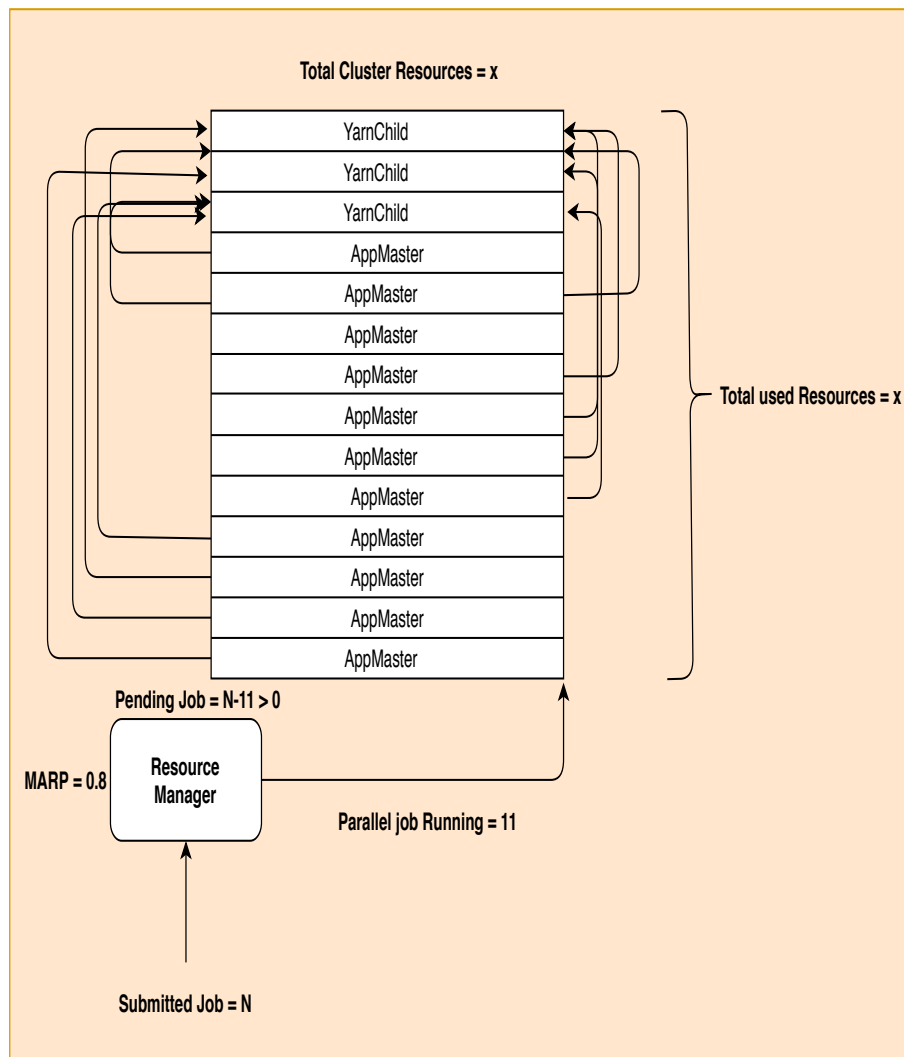 Total Cluster Resources = x
YarnChild
YarnChild
YarnChild
AppMaster
AppMaster
AppMaster
AppMaster
AppMaster
AppMaster
AppMaster
AppMaster
AppMaster
AppMaster
AppMaster
Total used Resources = x
Pending Job = N-11 > 0
Resource
Manager
MARP = 0.8
Parallel job Running = 11
Submitted Job = N